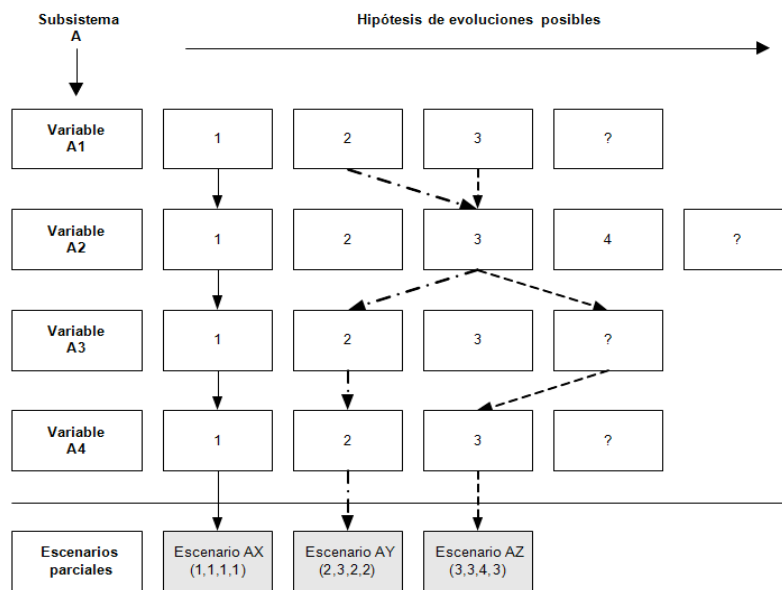 Subsistema
A
Hipótesis de evoluciones posibles
Variable
A1
1
2
3
?
Variable
A2
1
2
3
4
?
Variable
A3
1
2
3
?
Variable
A4
1
2
3
?
Escenarios
parciales
Escenario AX
(1,1,1,1)
Escenario AY
(2,3,2,2)
Escenario AZ
(3,3,4,3)